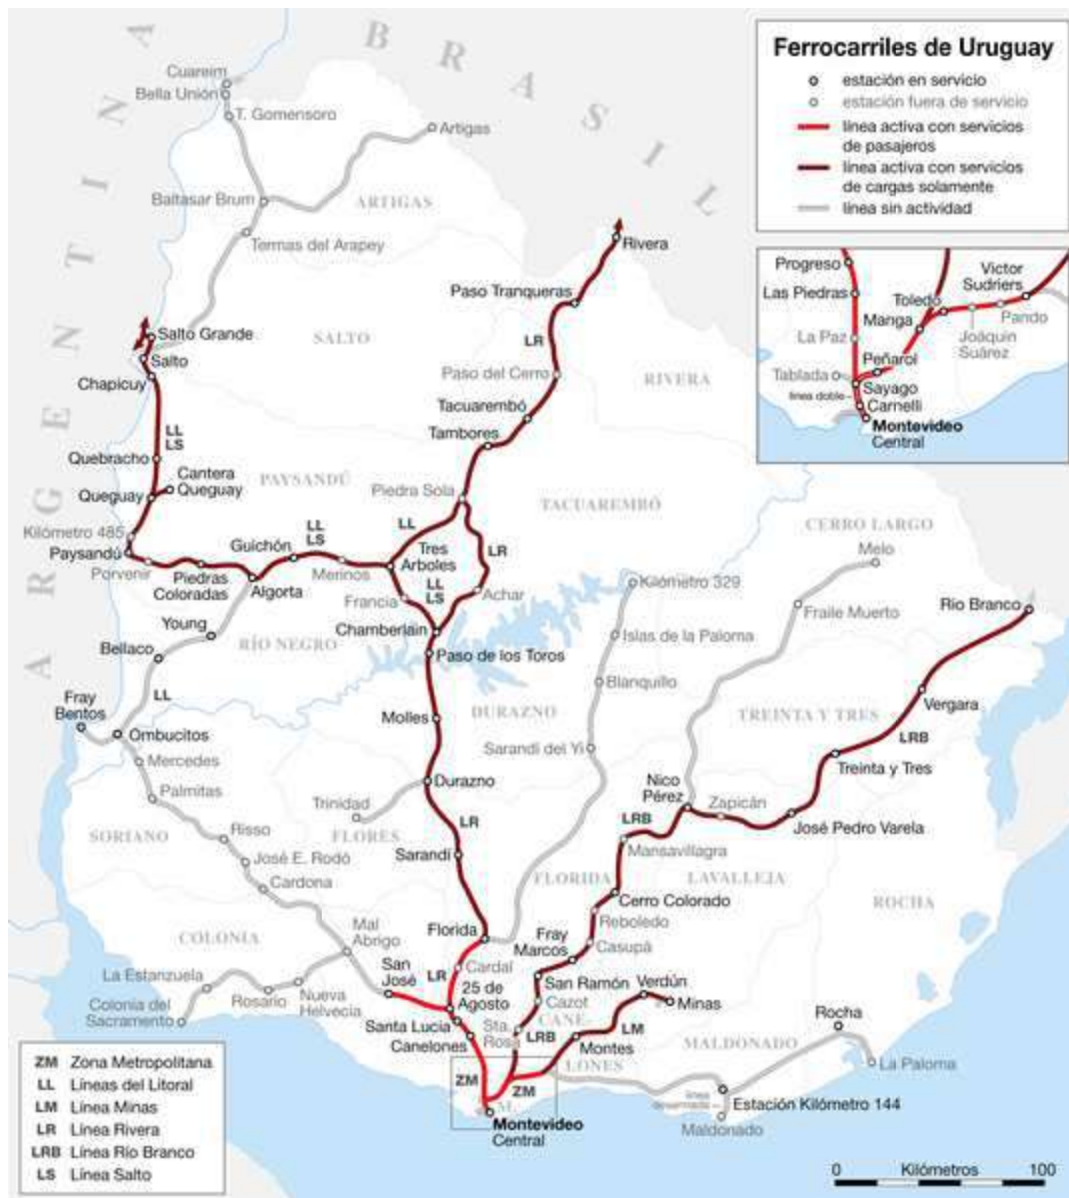 BRASIL
ARGENTINA
Ferrocarriles de Uruguay
estación en servicio
estación fuera de servicio
línea activa con servicios
de pasajeros
línea activa con servicios
de cargas solamente
línea sin actividad
Cuareim
Bella Unión
T. Gomensoro
Artigas
Baltasar Brum
ARTIGAS
Termas del Arapey
Rivera
Paso Tranqueras
Salto Grande
SALTO
LR
Salto
Paso del Cerro
RIVERA
Chapicuy
Tacuarembó
LL
LS
Tambores
Quebracho
Cantera
Queguay
PAYSANDÚ
Queguay
Piedra Sola
TACUAREMBÓ
Kilómetro 485
LL
LS
LL
CERRO LARGO
Paysandú
Guichón
Tres
Arboles
LR
Melo
Porvenir
Piedras
Coloradas
Merinos
Algorta
LL
LS
Francia
Achar
Kilómetro 329
Fraile Muerto
Río Branco
Young
Chamberlain
Islas de la Paloma
RÍO NEGRO
Bellaco
Paso de los Toros
Blanquillo
LL
Fray
Bentos
Molles
DURAZNO
TREINTA Y TRES
Vergara
Ombucitos
Sarandi del Yi
LRB
Mercedes
Durazno
Treinta y Tres
Palmitas
Nico
Pérez
Zapicán
Trinidad
LR
LRB
José Pedro Varela
SORIANO
Risso
FLORES
Sarandí
Mansavillagra
José E. Rodó
FLORIDA
LAVALLEJA
Cardona
Cerro Colorado
ROCHA
Reboledo
COLONIA
Mal
Abrigo
Florida
Fray
Marcos
Casupá
La Estanzuela
San
José
LR
Cardal
San Ramón
Verdún
Colonia del
Sacramento
Rosario
Nueva
Helvecia
25 de
Agosto
Cazot
Minas
Santa Lucia
Sta.
Rosa
CANE-
LM
Rocha
Canelones
LRB
Montes
MALDONADO
LONES
La Paloma
ZM
ZM
M.
línea
desarmada
Estación Kilómetro 144
Maldonado
Montevideo
Central
Progreso
Victor
Sudriers
Las Piedras
Toledo
Manga
Pando
La Paz
Joáquin
Suárez
Peñarol
Tablada
Sayago
línea doble
Carnelli
Montevideo
Central
ZM Zona Metropolitana
LL Líneas del Litoral
LM Línea Minas
LR Línea Rivera
LRB Línea Río Branco
LS Línea Salto
0 Kilómetros 100